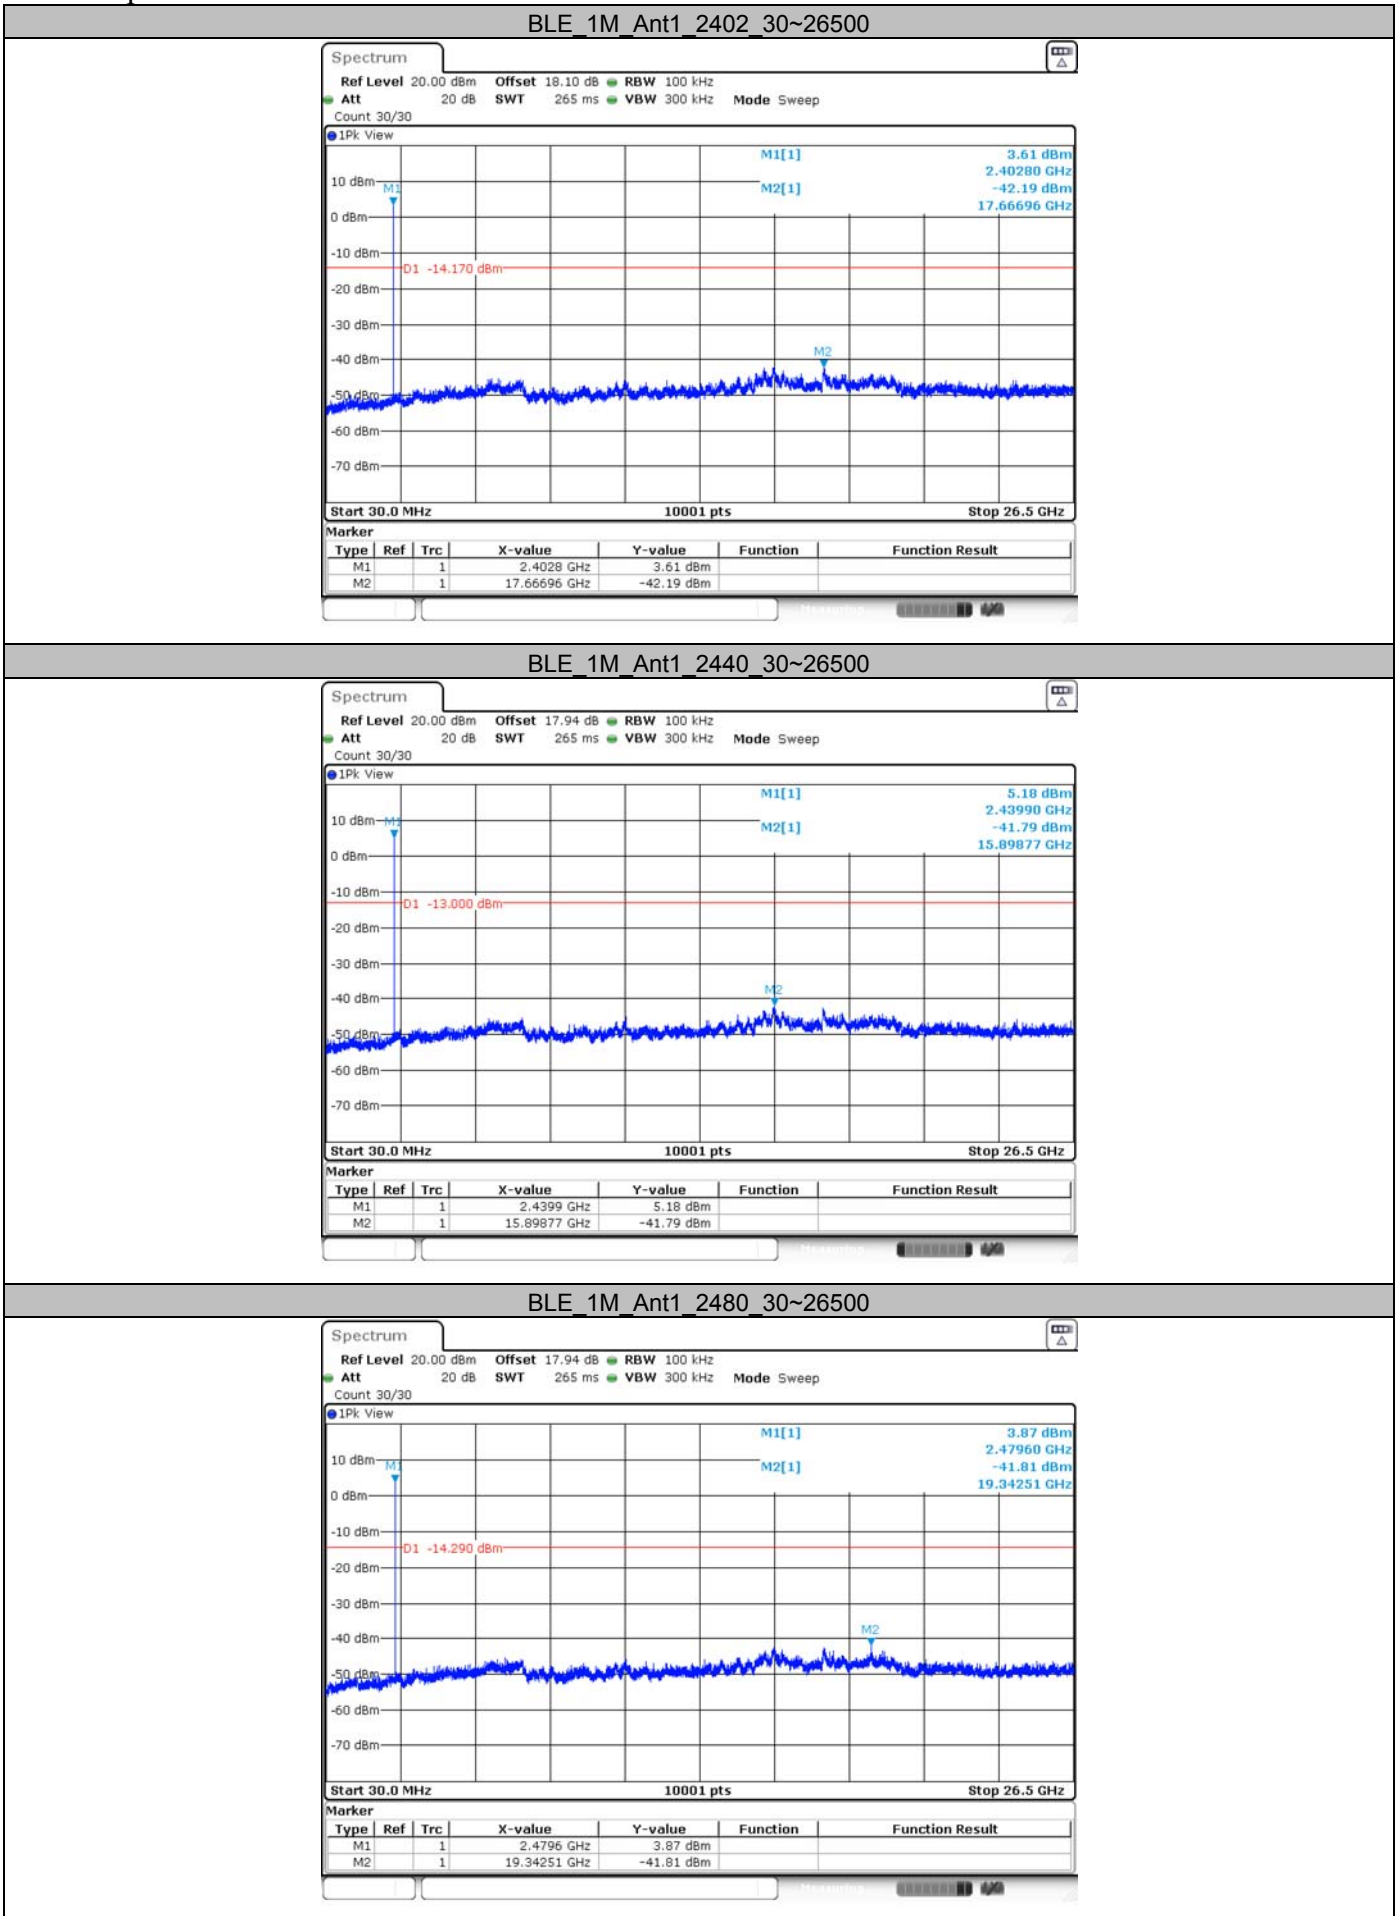 BLE_1M_Ant1_2402_30~26500
Spectrum
Ref Level 20.00 dBm Offset 18.10 dB RBW 100 kHz
Att 20 dB SWT 265 ms VBW 300 kHz Mode Sweep
Count 30/30
1Pk View
M1[1] 3.61 dBm
2.40280 GHz
10 dBm M1 M2[1] -42.19 dBm
17.66696 GHz
0 dBm
-10 dBm
D1 -14.170 dBm
-20 dBm
-30 dBm
M2
-40 dBm
-50 dBm
-60 dBm
-70 dBm
Start 30.0 MHz 10001 pts Stop 26.5 GHz
Marker
Type Ref Trc X-value Y-value Function Function Result
M1 1 2.4028 GHz 3.61 dBm
M2 1 17.66696 GHz -42.19 dBm
Measuring
BLE_1M_Ant1_2440_30~26500
Spectrum
Ref Level 20.00 dBm Offset 17.94 dB RBW 100 kHz
Att 20 dB SWT 265 ms VBW 300 kHz Mode Sweep
Count 30/30
1Pk View
M1[1] 5.18 dBm
2.43990 GHz
10 dBm M1 M2[1] -41.79 dBm
15.89877 GHz
0 dBm
-10 dBm
D1 -13.000 dBm
-20 dBm
-30 dBm
M2
-40 dBm
-50 dBm
-60 dBm
-70 dBm
Start 30.0 MHz 10001 pts Stop 26.5 GHz
Marker
Type Ref Trc X-value Y-value Function Function Result
M1 1 2.4399 GHz 5.18 dBm
M2 1 15.89877 GHz -41.79 dBm
Measuring
BLE_1M_Ant1_2480_30~26500
Spectrum
Ref Level 20.00 dBm Offset 17.94 dB RBW 100 kHz
Att 20 dB SWT 265 ms VBW 300 kHz Mode Sweep
Count 30/30
1Pk View
M1[1] 3.87 dBm
2.47960 GHz
10 dBm M1 M2[1] -41.81 dBm
19.34251 GHz
0 dBm
-10 dBm
D1 -14.290 dBm
-20 dBm
-30 dBm
M2
-40 dBm
-50 dBm
-60 dBm
-70 dBm
Start 30.0 MHz 10001 pts Stop 26.5 GHz
Marker
Type Ref Trc X-value Y-value Function Function Result
M1 1 2.4796 GHz 3.87 dBm
M2 1 19.34251 GHz -41.81 dBm
Measuring